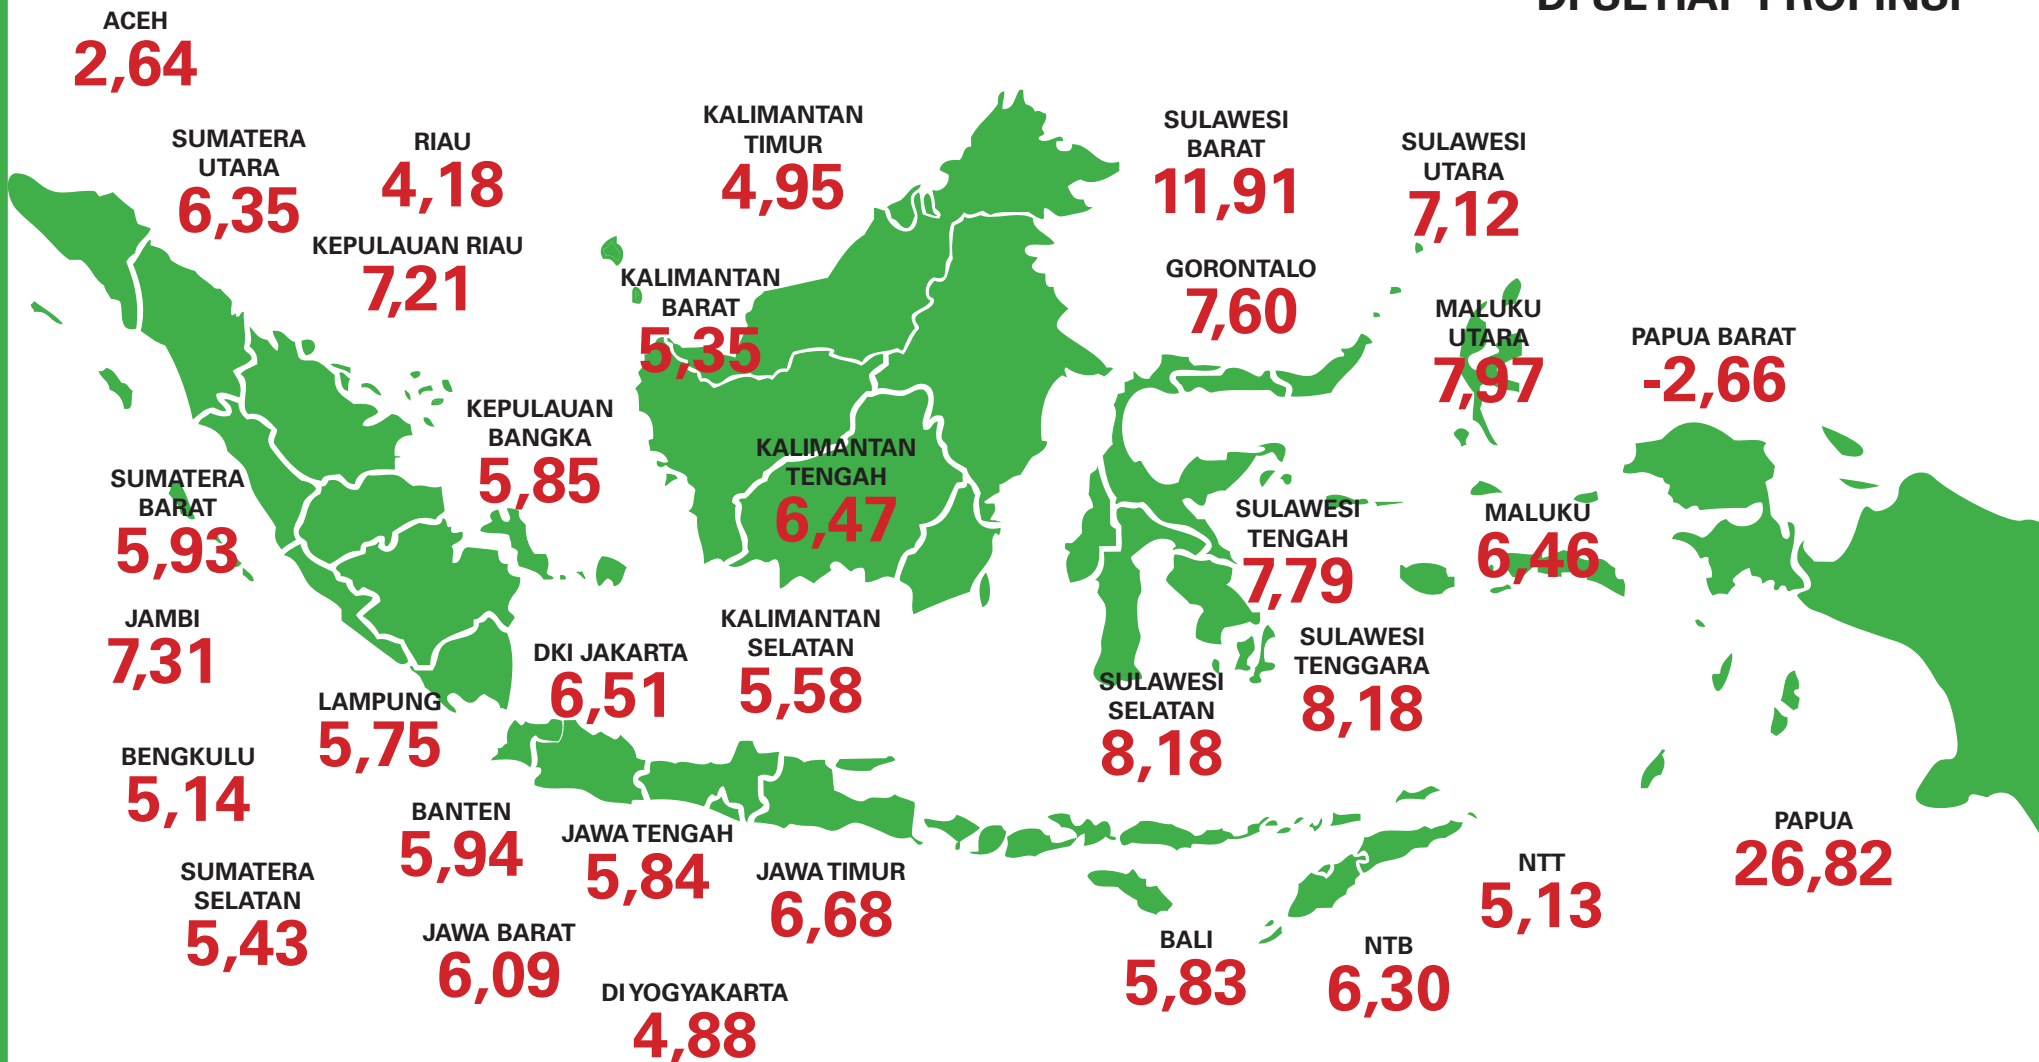 DI SETIAP PROPINSI
ACEH
2,64
SUMATERA
UTARA
6,35
RIAU
4,18
KEPULAUAN RIAU
7,21
KALIMANTAN
TIMUR
4,95
KALIMANTAN
BARAT
5,35
SULAWESI
BARAT
11,91
SULAWESI
UTARA
7,12
GORONTALO
7,60
MALUKU
UTARA
7,97
PAPUA BARAT
-2,66
KEPULAUAN
BANGKA
5,85
KALIMANTAN
TENGAH
6,47
SUMATERA
BARAT
5,93
SULAWESI
TENGAH
7,79
MALUKU
6,46
JAMBI
7,31
DKI JAKARTA
6,51
KALIMANTAN
SELATAN
5,58
SULAWESI
TENGGARA
8,18
SULAWESI
SELATAN
8,18
LAMPUNG
5,75
BENGKULU
5,14
BANTEN
5,94
JAWA TENGAH
5,84
JAWA TIMUR
6,68
PAPUA
26,82
NTT
5,13
SUMATERA
SELATAN
5,43
JAWA BARAT
6,09
BALI
5,83
NTB
6,30
DI YOGYAKARTA
4,88